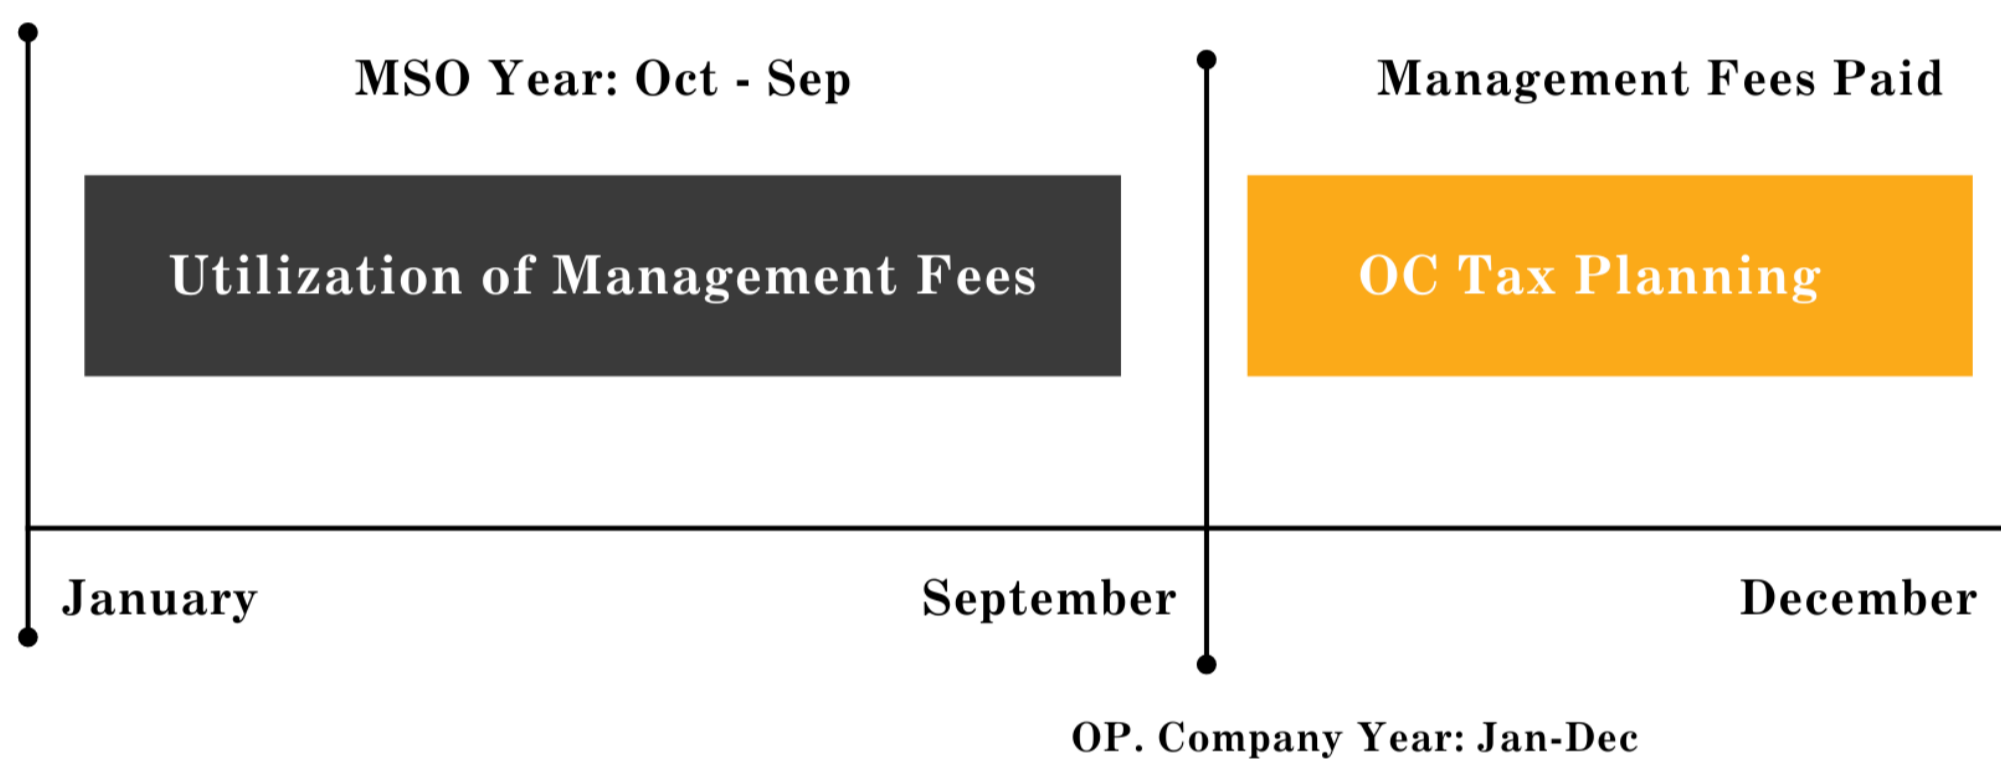 MSO Year: Oct - Sep
Management Fees Paid
Utilization of Management Fees
OC Tax Planning
January
September
December
OP. Company Year: Jan-Dec